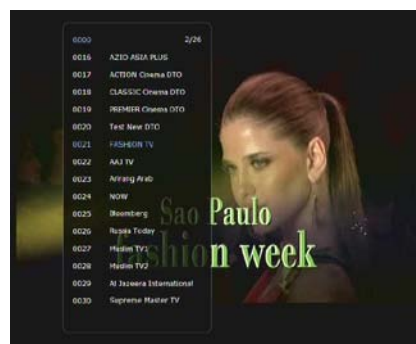 0000 2/26
0016 AZIO ASIA PLUS
0017 ACTION Cinema DTO
0018 CLASSIC Cinema DTO
0019 PREMIER Cinema DTO
0020 Test New DTO
0021 FASHION TV
0022 AAJ TV
0023 Arirang Arab
0024 NOW
0025 Bloomberg
0026 Russia Today
0027 Muslim TV1
0028 Muslim TV2
0029 Al Jazeera International
0030 Supreme Master TV
Sao Paulo
fashion week